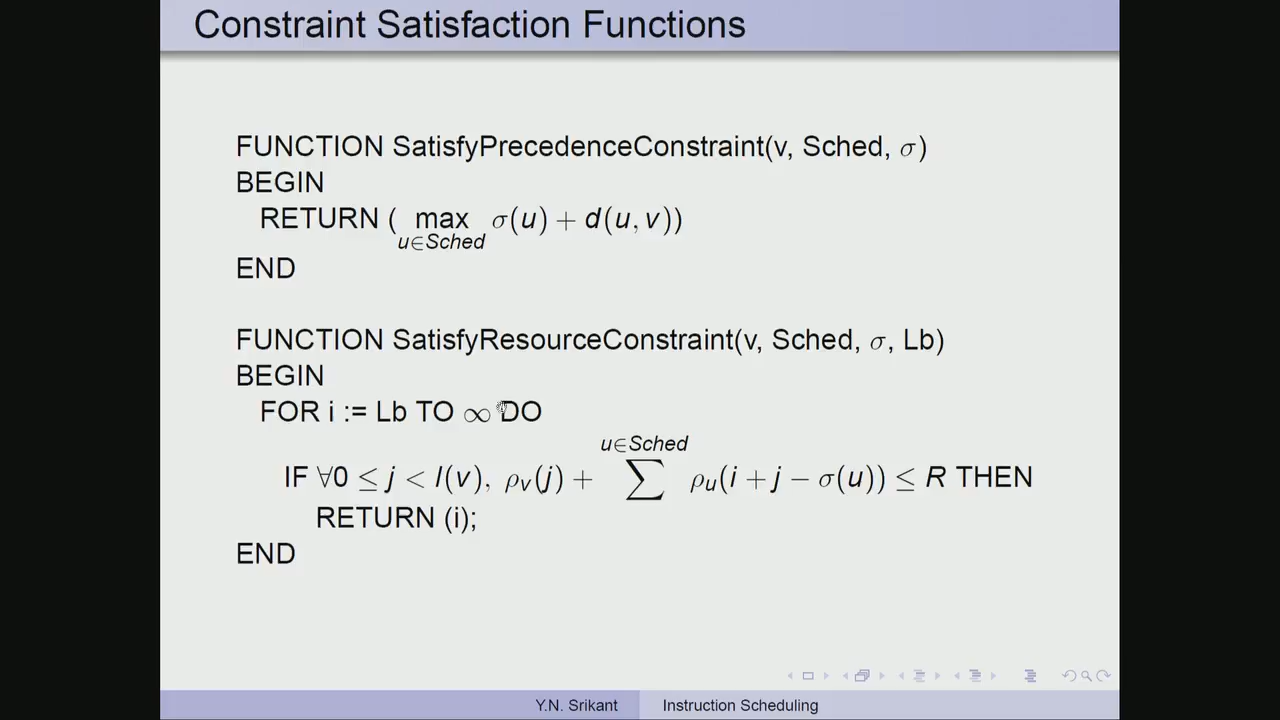 Constraint Satisfaction Functions
FUNCTION SatisfyPrecedenceConstraint(v, Sched, σ)
BEGIN
RETURN ( max σ(u) + d(u, v))
u∈Sched
END
FUNCTION SatisfyResourceConstraint(v, Sched, σ, Lb)
BEGIN
FOR i := Lb TO ∞ DO
u∈Sched
IF ∀0 ≤ j < l(v), ρv(j) + ∑ ρu(i + j − σ(u)) ≤ R THEN
RETURN (i);
END
Y.N. Srikant Instruction Scheduling